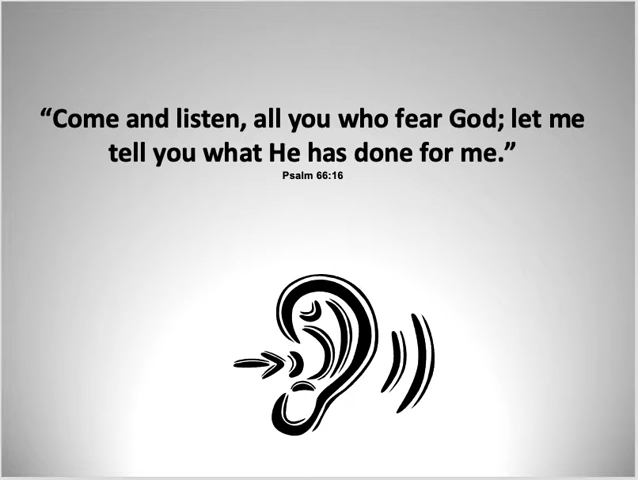 “Come and listen, all you who fear God; let me
tell you what He has done for me.”
Psalm 66:16